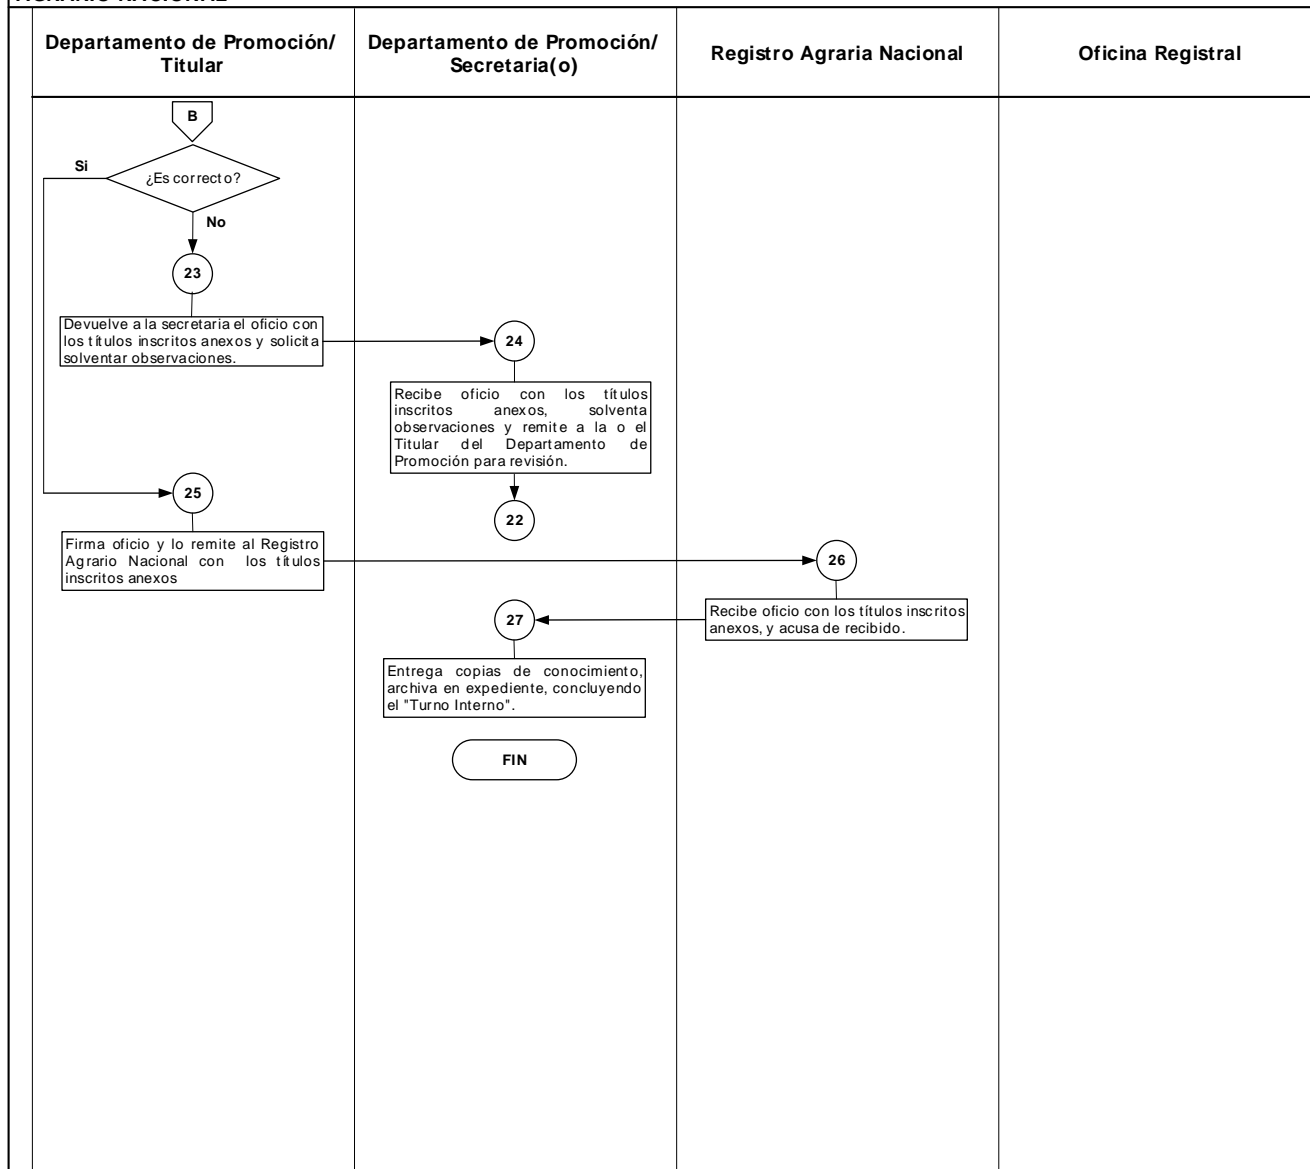 AGRARIO NACIONAL
Departamento de Promoción/
Titular
Departamento de Promoción/
Secretaria(o)
Registro Agraria Nacional
Oficina Registral
B
Si
¿Es correcto?
No
23
Devuelve a la secretaria el oficio con
los títulos inscritos anexos y solicita
solventar observaciones.
24
Recibe oficio con los títulos
inscritos anexos, solventa
observaciones y remite a la o el
Titular del Departamento de
Promoción para revisión.
25
22
Firma oficio y lo remite al Registro
Agrario Nacional con los títulos
inscritos anexos
26
Recibe oficio con los títulos inscritos
anexos, y acusa de recibido.
27
Entrega copias de conocimiento,
archiva en expediente, concluyendo
el "Turno Interno".
FIN